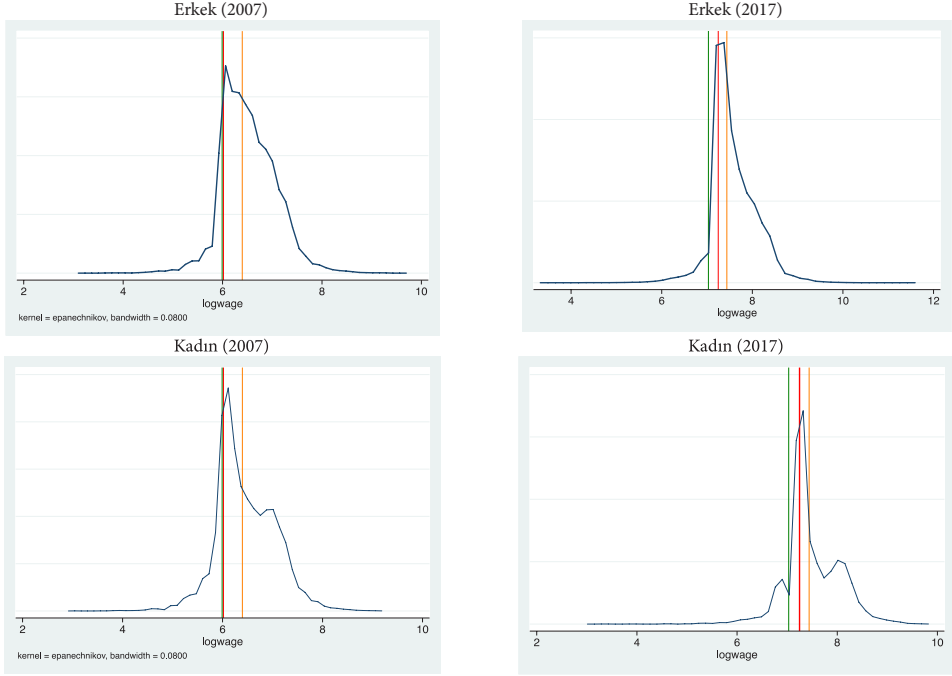 Erkek (2007)
2 4 6 8 10
logwage
kernel = epanechnikov, bandwidth = 0.0800
Erkek (2017)
4 6 8 10 12
logwage
Kadın (2007)
2 4 6 8 10
logwage
kernel = epanechnikov, bandwidth = 0.0800
Kadın (2017)
2 4 6 8 10
logwage